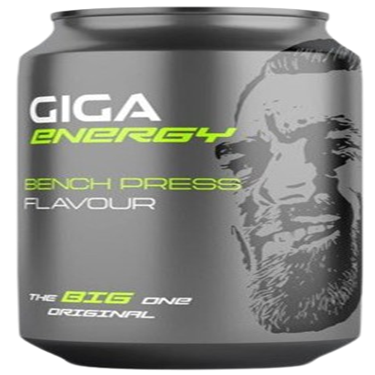 GIGA
ENERGY
BENCH PRESS
FLAVOUR
THE BIG ONE
ORIGINAL